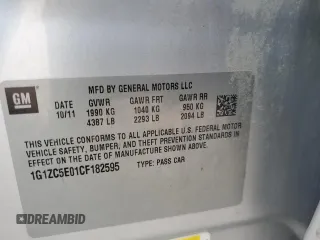 GM
MFD BY GENERAL MOTORS LLC
DATE GVWR GAWR FRT GAWR RR
10/11 1990 KG 1040 KG 950 KG
4387 LB 2293 LB 2094 LB
THIS VEHICLE CONFORMS TO ALL APPLICABLE U.S. FEDERAL MOTOR
VEHICLE SAFETY, BUMPER, AND THEFT PREVENTION STANDARDS
IN EFFECT ON THE DATE OF MANUFACTURE SHOWN ABOVE.
1G1ZC5E01CF182595 TYPE: PASS CAR
AUTOHELPERBOT.COM